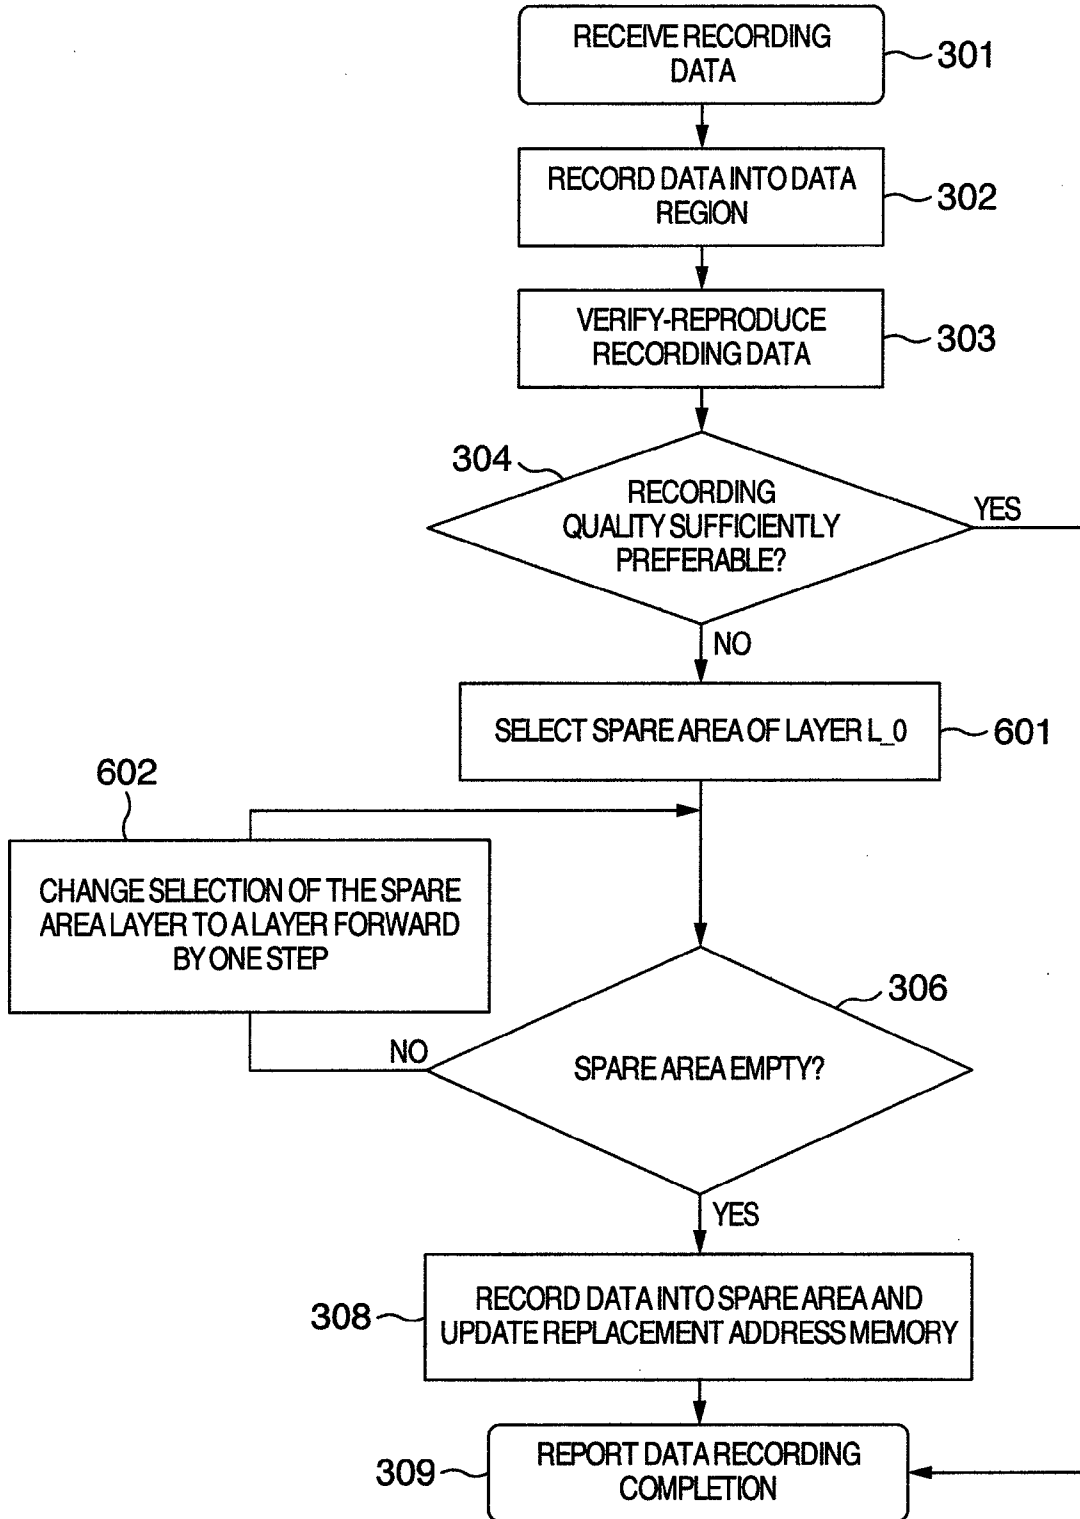 RECEIVE RECORDING
DATA
301
RECORD DATA INTO DATA
REGION
302
VERIFY-REPRODUCE
RECORDING DATA
303
304
RECORDING
QUALITY SUFFICIENTLY
PREFERABLE?
YES
NO
SELECT SPARE AREA OF LAYER L_0
601
602
CHANGE SELECTION OF THE SPARE
AREA LAYER TO A LAYER FORWARD
BY ONE STEP
306
NO
SPARE AREA EMPTY?
YES
308
RECORD DATA INTO SPARE AREA AND
UPDATE REPLACEMENT ADDRESS MEMORY
309
REPORT DATA RECORDING
COMPLETION